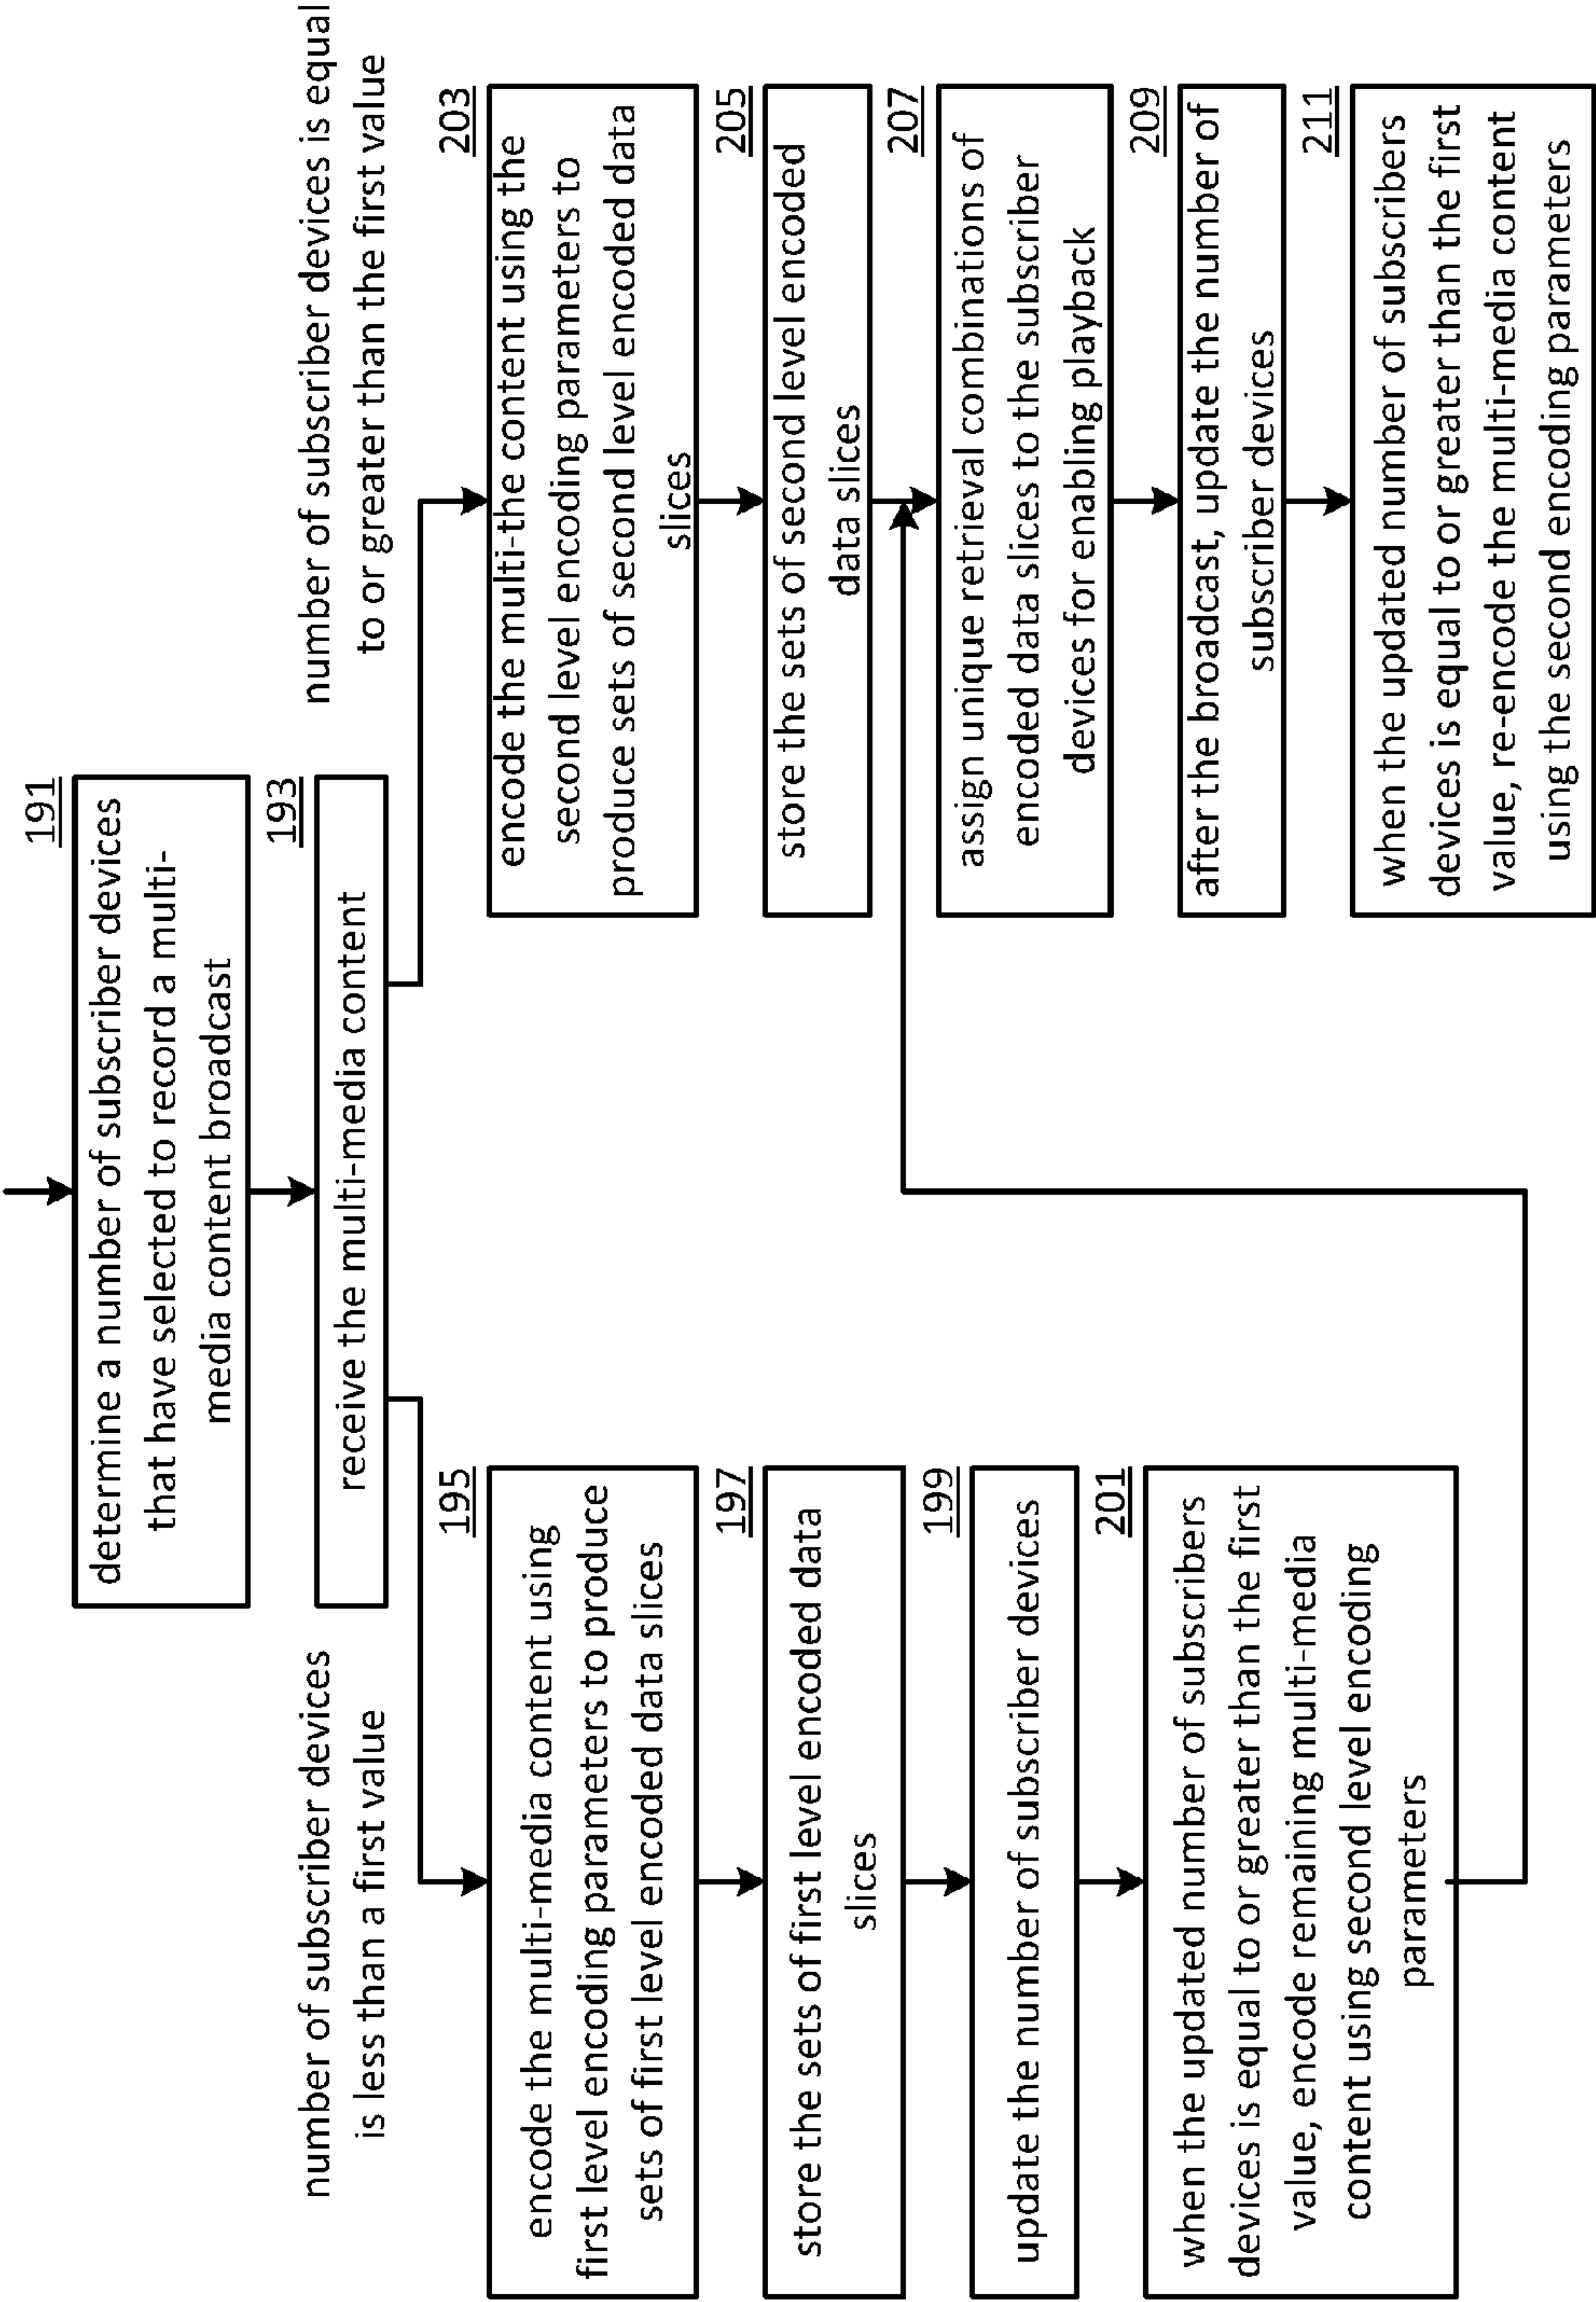 191
determine a number of subscriber devices
that have selected to record a multi-
media content broadcast
193
receive the multi-media content
number of subscriber devices
is less than a first value
195
encode the multi-media content using
first level encoding parameters to produce
sets of first level encoded data slices
197
store the sets of first level encoded data
slices
199
update the number of subscriber devices
201
when the updated number of subscribers
devices is equal to or greater than the first
value, encode remaining multi-media
content using second level encoding
parameters
number of subscriber devices is equal
to or greater than the first value
203
encode the multi-the content using the
second level encoding parameters to
produce sets of second level encoded data
slices
205
store the sets of second level encoded
data slices
207
assign unique retrieval combinations of
encoded data slices to the subscriber
devices for enabling playback
209
after the broadcast, update the number of
subscriber devices
211
when the updated number of subscribers
devices is equal to or greater than the first
value, re-encode the multi-media content
using the second encoding parameters